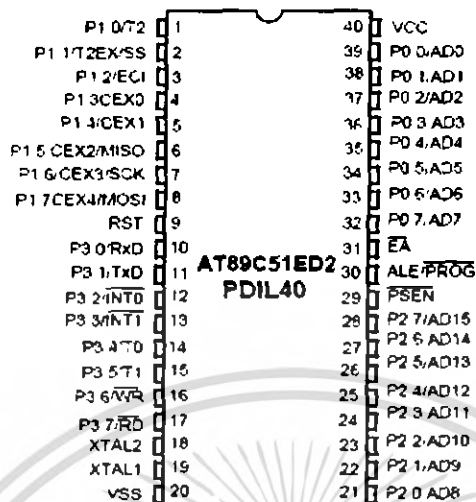 P1 0/T2 1
P1 1/T2EX/SS 2
P1 2/ECI 3
P1 3CEX0 4
P1 4/CEX1 5
P1 5 CEX2/MISO 6
P1 6/CEX3/SCK 7
P1 7CEX4/MOSI 8
RST 9
P3 0/RxD 10
P3 1/TxD 11
P3 2/INT0 12
P3 3/INT1 13
P3 4/T0 14
P3 5/T1 15
P3 6/WR 16
P3 7/RD 17
XTAL2 18
XTAL1 19
VSS 20
AT89C51ED2
PDIL40
40 VCC
39 P0 0/AD0
38 P0 1/AD1
37 P0 2/AD2
36 P0 3/AD3
35 P0 4/AD4
34 P0 5/AD5
33 P0 6/AD6
32 P0 7/AD7
31 EA
30 ALE/PROG
29 PSEN
28 P2 7/AD15
27 P2 6 AD14
26 P2 5/AD13
25 P2 4/AD12
24 P2 3 AD11
23 P2 2/AD10
22 P2 1/AD9
21 P2 0 AD8